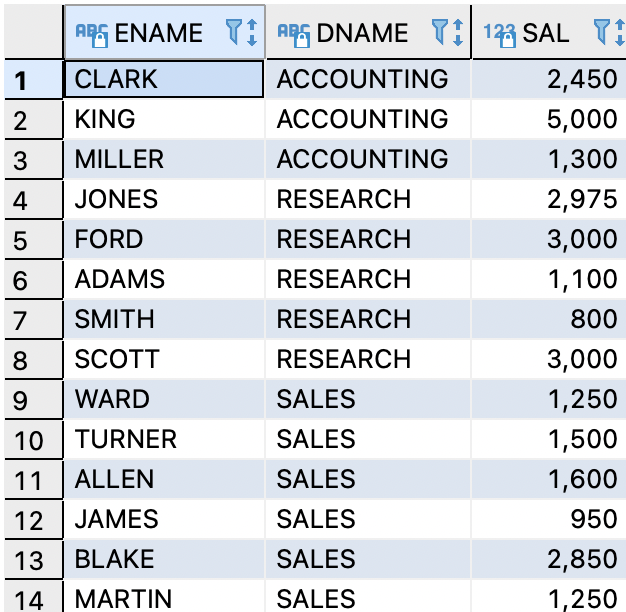 ABC ENAME ABC DNAME 123 SAL
1 CLARK ACCOUNTING 2,450
2 KING ACCOUNTING 5,000
3 MILLER ACCOUNTING 1,300
4 JONES RESEARCH 2,975
5 FORD RESEARCH 3,000
6 ADAMS RESEARCH 1,100
7 SMITH RESEARCH 800
8 SCOTT RESEARCH 3,000
9 WARD SALES 1,250
10 TURNER SALES 1,500
11 ALLEN SALES 1,600
12 JAMES SALES 950
13 BLAKE SALES 2,850
14 MARTIN SALES 1,250